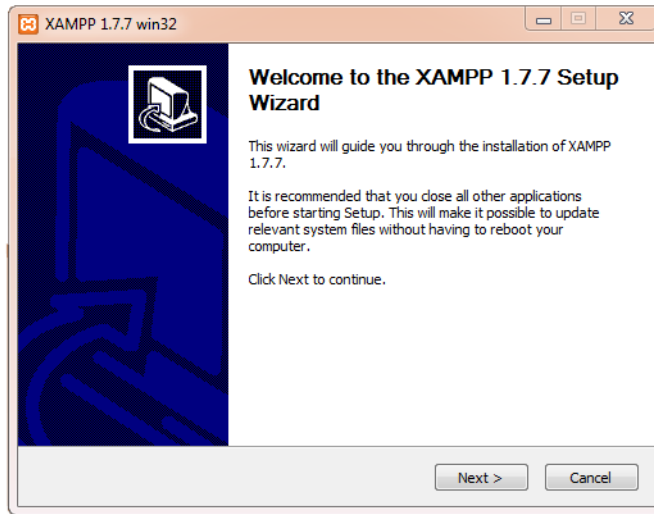 XAMPP 1.7.7 win32
Welcome to the XAMPP 1.7.7 Setup
Wizard
This wizard will guide you through the installation of XAMPP
1.7.7.
It is recommended that you close all other applications
before starting Setup. This will make it possible to update
relevant system files without having to reboot your
computer.
Click Next to continue.
Next >
Cancel